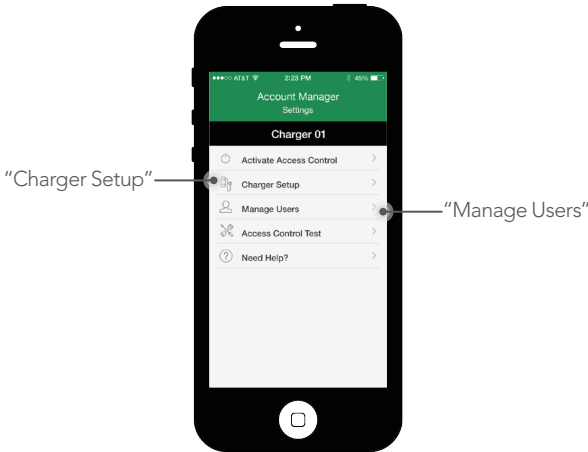 AT&T 2:23 PM 45%
Account Manager
Settings
Charger 01
Activate Access Control
"Charger Setup"
Charger Setup
Manage Users
"Manage Users"
Access Control Test
? Need Help?